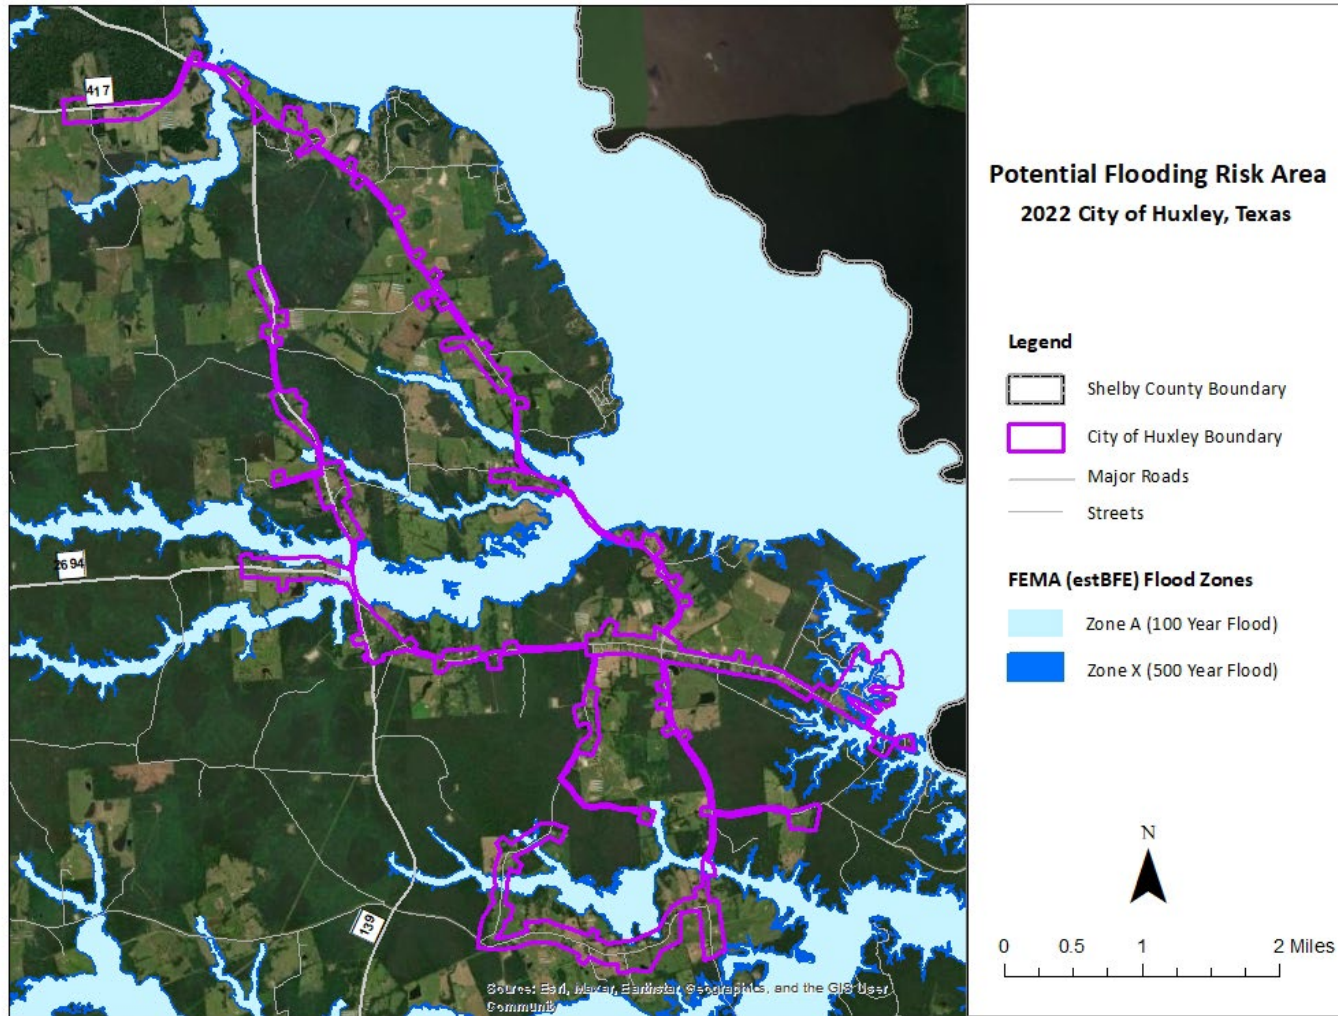 417
2694
139
Source: Esri, Maxar, Earthstar Geographics, and the GIS User
Community
Potential Flooding Risk Area
2022 City of Huxley, Texas
Legend
Shelby County Boundary
City of Huxley Boundary
Major Roads
Streets
FEMA (estBFE) Flood Zones
Zone A (100 Year Flood)
Zone X (500 Year Flood)
N
0 0.5 1 2 Miles